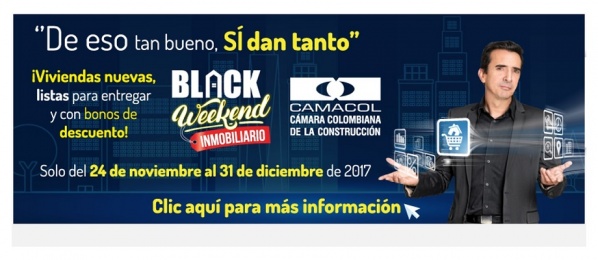 “De eso tan bueno, SÍ dan tanto”
¡Viviendas nuevas,
listas para entregar
y con bonos de
descuento!
BLACK
Weekend
INMOBILIARIO
CAMACOL
CÁMARA COLOMBIANA
DE LA CONSTRUCCIÓN
Solo del 24 de noviembre al 31 de diciembre de 2017
Clic aquí para más información